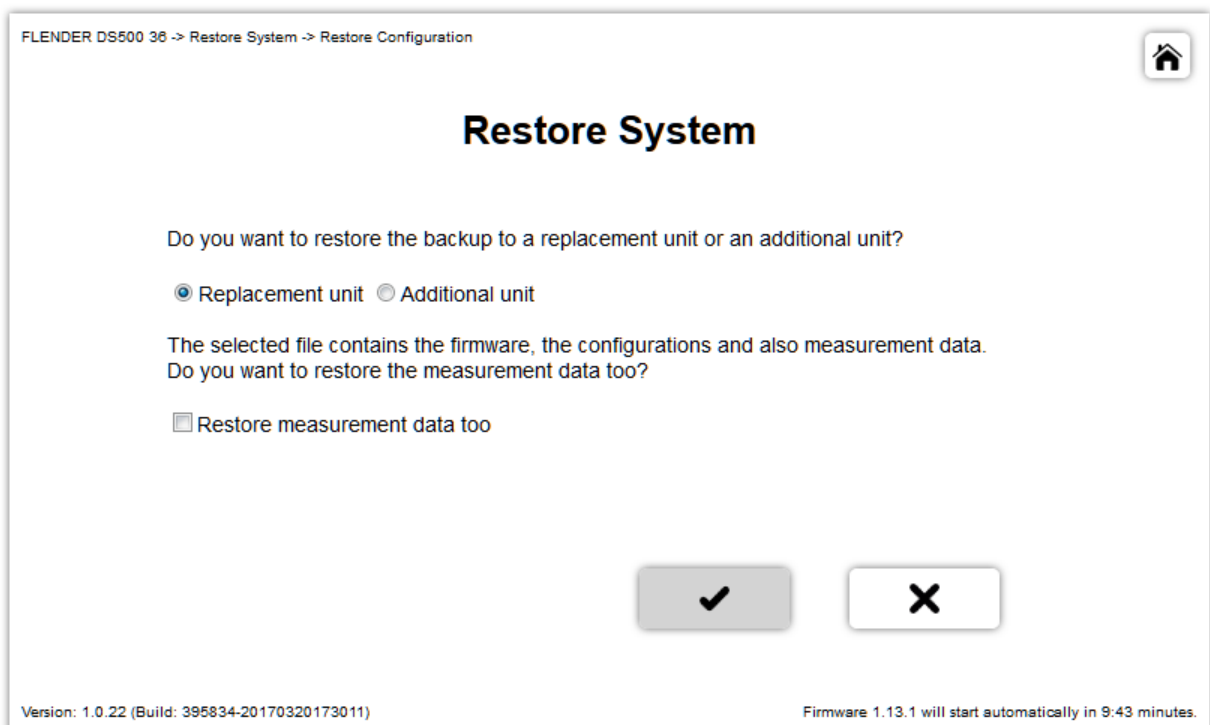 FLENDER DS500 36 -> Restore System -> Restore Configuration
Restore System
Do you want to restore the backup to a replacement unit or an additional unit?
Replacement unit Additional unit
The selected file contains the firmware, the configurations and also measurement data.
Do you want to restore the measurement data too?
Restore measurement data too
Version: 1.0.22 (Build: 395834-20170320173011) Firmware 1.13.1 will start automatically in 9:43 minutes.